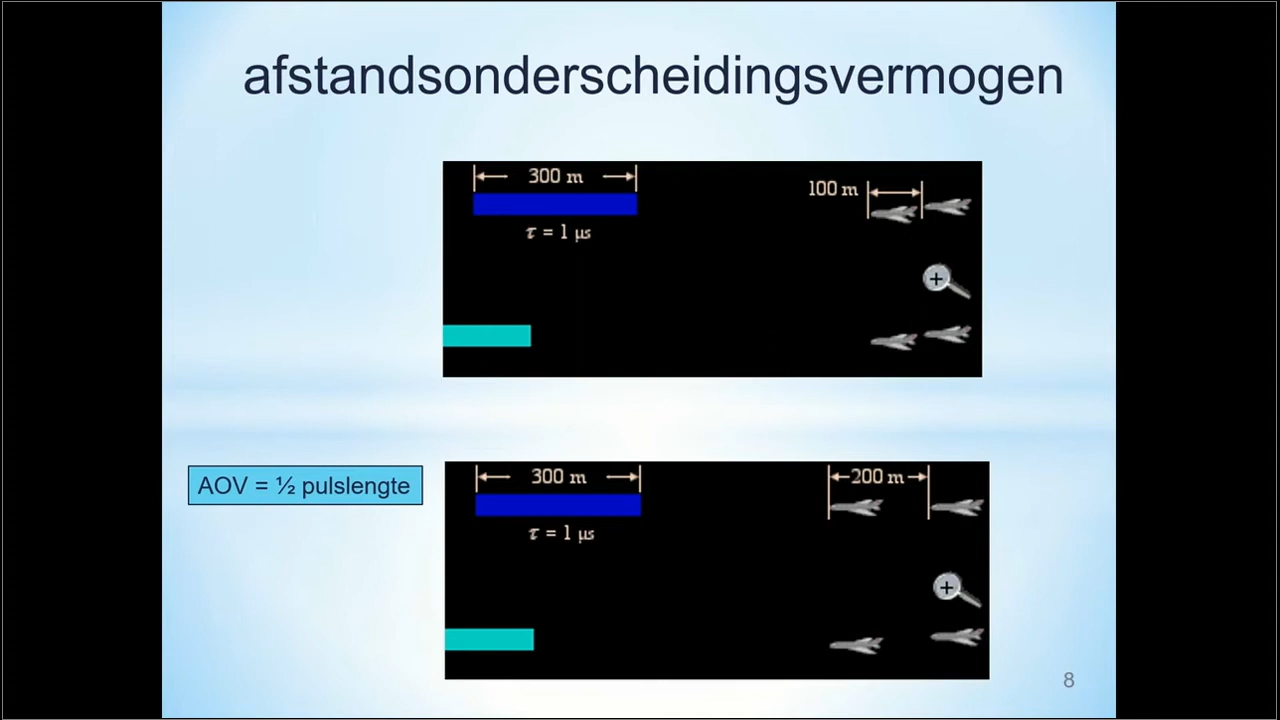 afstandsonderscheidingsvermogen
300 m
100 m
τ = 1 µs
AOV = ½ pulslengte
300 m
200 m
τ = 1 µs
8